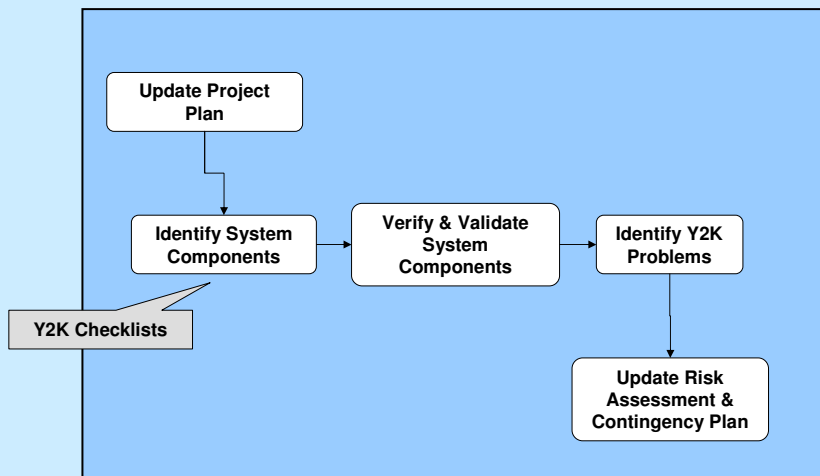 Update Project
Plan
Identify System
Components
Verify & Validate
System
Components
Identify Y2K
Problems
Y2K Checklists
Update Risk
Assessment &
Contingency Plan